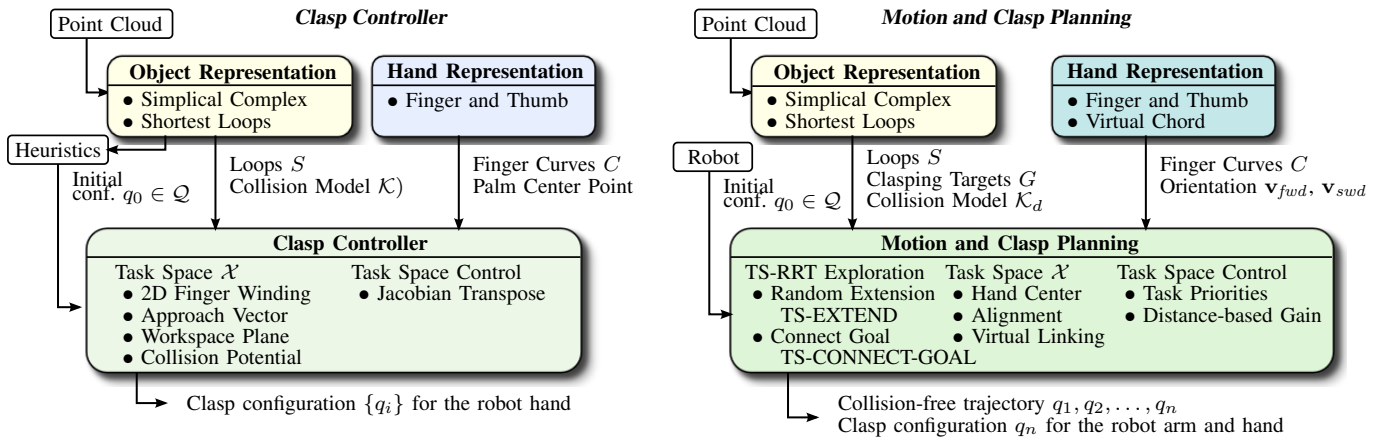 Clasp Controller
Point Cloud
Object Representation
● Simplical Complex
● Shortest Loops
Hand Representation
● Finger and Thumb
Heuristics
Initial
conf. q₀ ∈ 𝒬
Loops S
Collision Model 𝒦)
Finger Curves C
Palm Center Point
Clasp Controller
Task Space 𝒳
● 2D Finger Winding
● Approach Vector
● Workspace Plane
● Collision Potential
Task Space Control
● Jacobian Transpose
Clasp configuration {qᵢ} for the robot hand
Motion and Clasp Planning
Point Cloud
Object Representation
● Simplical Complex
● Shortest Loops
Hand Representation
● Finger and Thumb
● Virtual Chord
Robot
Initial
conf. q₀ ∈ 𝒬
Loops S
Clasping Targets G
Collision Model 𝒦_d
Finger Curves C
Orientation v_fwd, v_swd
Motion and Clasp Planning
TS-RRT Exploration
● Random Extension
TS-EXTEND
● Connect Goal
TS-CONNECT-GOAL
Task Space 𝒳
● Hand Center
● Alignment
● Virtual Linking
Task Space Control
● Task Priorities
● Distance-based Gain
Collision-free trajectory q₁, q₂, . . . , qₙ
Clasp configuration qₙ for the robot arm and hand